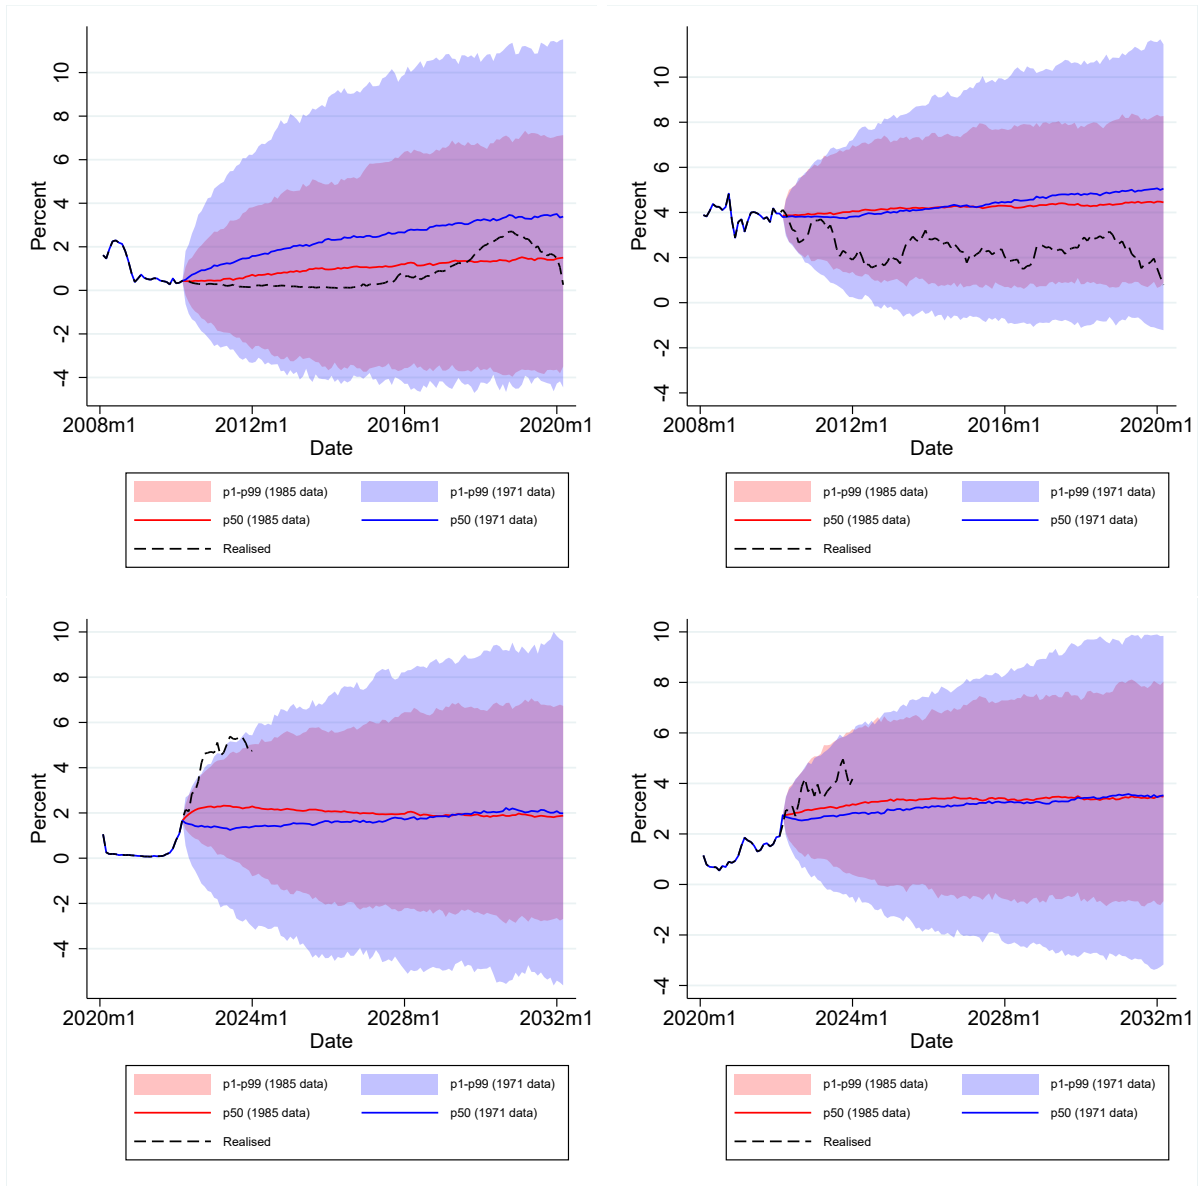 Percent
10
8
6
4
2
0
-2
-4
2008m1 2012m1 2016m1 2020m1
Date
p1-p99 (1985 data) p1-p99 (1971 data)
p50 (1985 data) p50 (1971 data)
Realised
Percent
10
8
6
4
2
0
-2
-4
2008m1 2012m1 2016m1 2020m1
Date
p1-p99 (1985 data) p1-p99 (1971 data)
p50 (1985 data) p50 (1971 data)
Realised
Percent
10
8
6
4
2
0
-2
-4
2020m1 2024m1 2028m1 2032m1
Date
p1-p99 (1985 data) p1-p99 (1971 data)
p50 (1985 data) p50 (1971 data)
Realised
Percent
10
8
6
4
2
0
-2
-4
2020m1 2024m1 2028m1 2032m1
Date
p1-p99 (1985 data) p1-p99 (1971 data)
p50 (1985 data) p50 (1971 data)
Realised